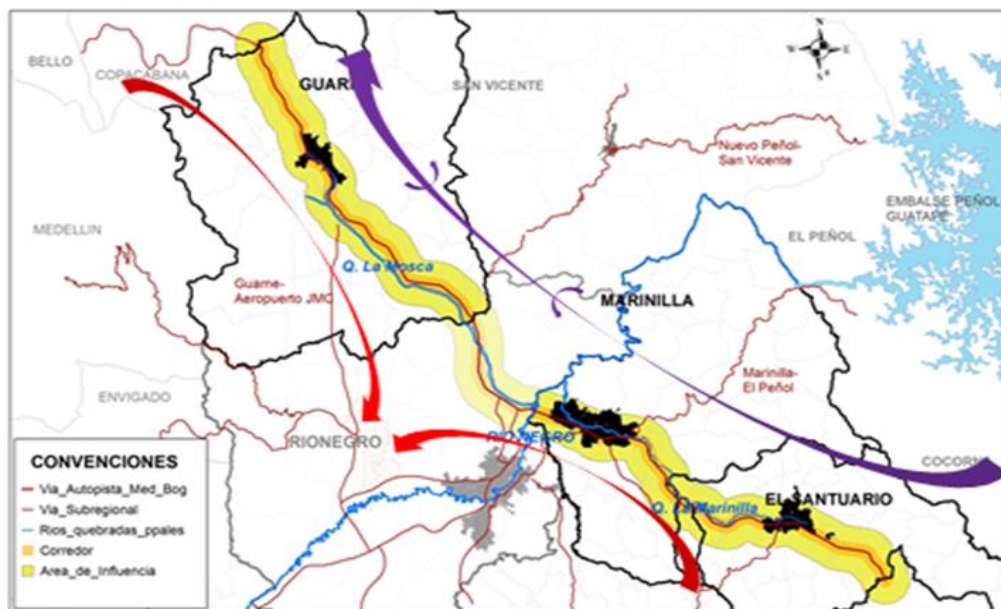 N
W E
S
BELLO
COPACABANA
GUAR
SAN VICENTE
Nuevo Peñol-
San Vicente
EMBALSE PEÑOL
GUATAPE
MEDELLIN
EL PEÑOL
Q. La Mosca
Guarne-
Aeropuerto JMC
MARINILLA
Marinilla-
El Peñol
ENVIGADO
RIONEGRO
RIO NEGRO
COCORN
EL SANTUARIO
Q. La Marinilla
CONVENCIONES
Via_Autopista_Med_Bog
Via_Subregional
Rios_quebradas_ppales
Corredor
Area_de_Influencia